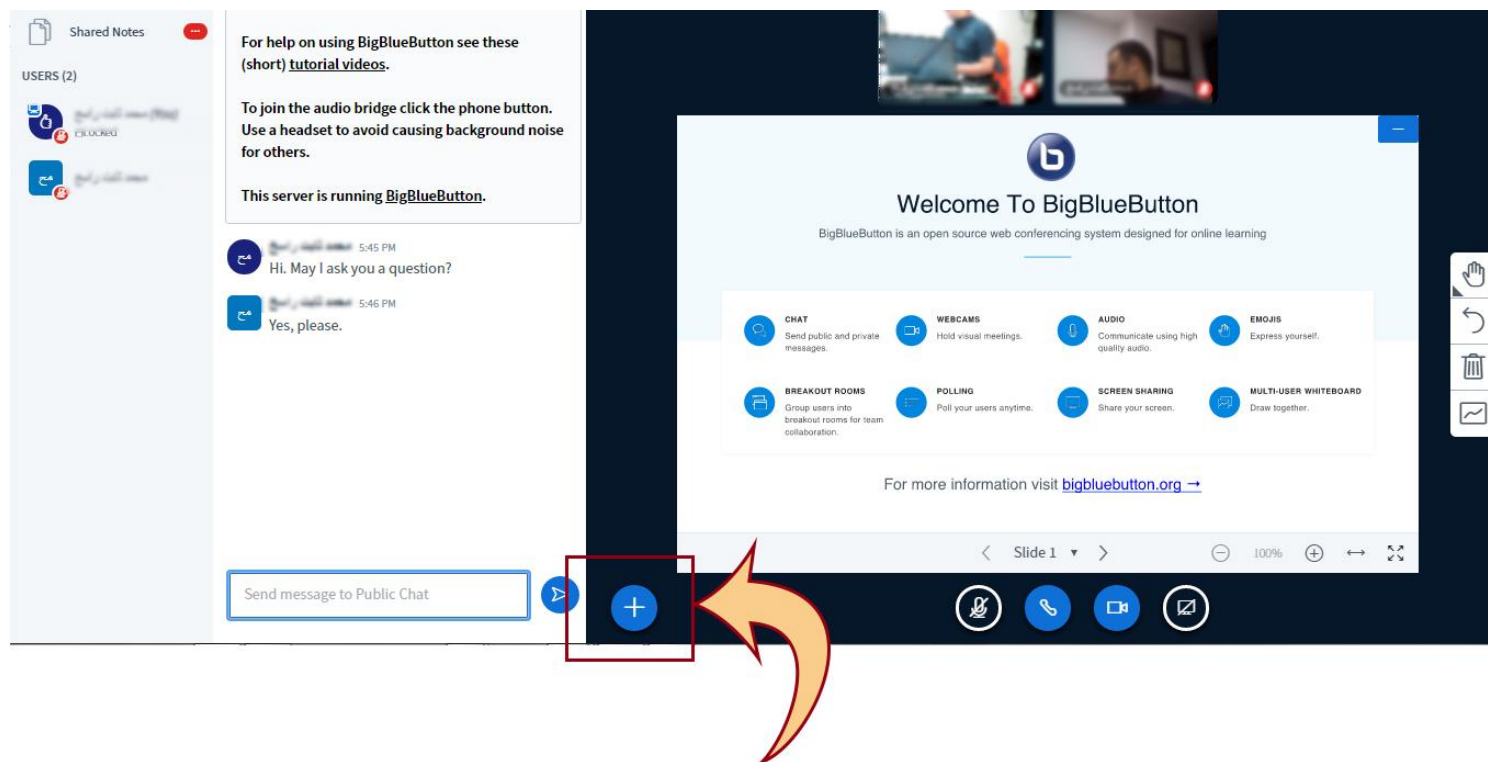 Shared Notes
USERS (2)
(You)
Locked
مح
For help on using BigBlueButton see these
(short) tutorial videos.
To join the audio bridge click the phone button.
Use a headset to avoid causing background noise
for others.
This server is running BigBlueButton.
مح
5:45 PM
Hi. May I ask you a question?
مح
5:46 PM
Yes, please.
Send message to Public Chat
Welcome To BigBlueButton
BigBlueButton is an open source web conferencing system designed for online learning
CHAT
Send public and private
messages.
WEBCAMS
Hold visual meetings.
AUDIO
Communicate using high
quality audio.
EMOJIS
Express yourself.
BREAKOUT ROOMS
Group users into
breakout rooms for team
collaboration.
POLLING
Poll your users anytime.
SCREEN SHARING
Share your screen.
MULTI-USER WHITEBOARD
Draw together.
For more information visit bigbluebutton.org →
Slide 1
100%